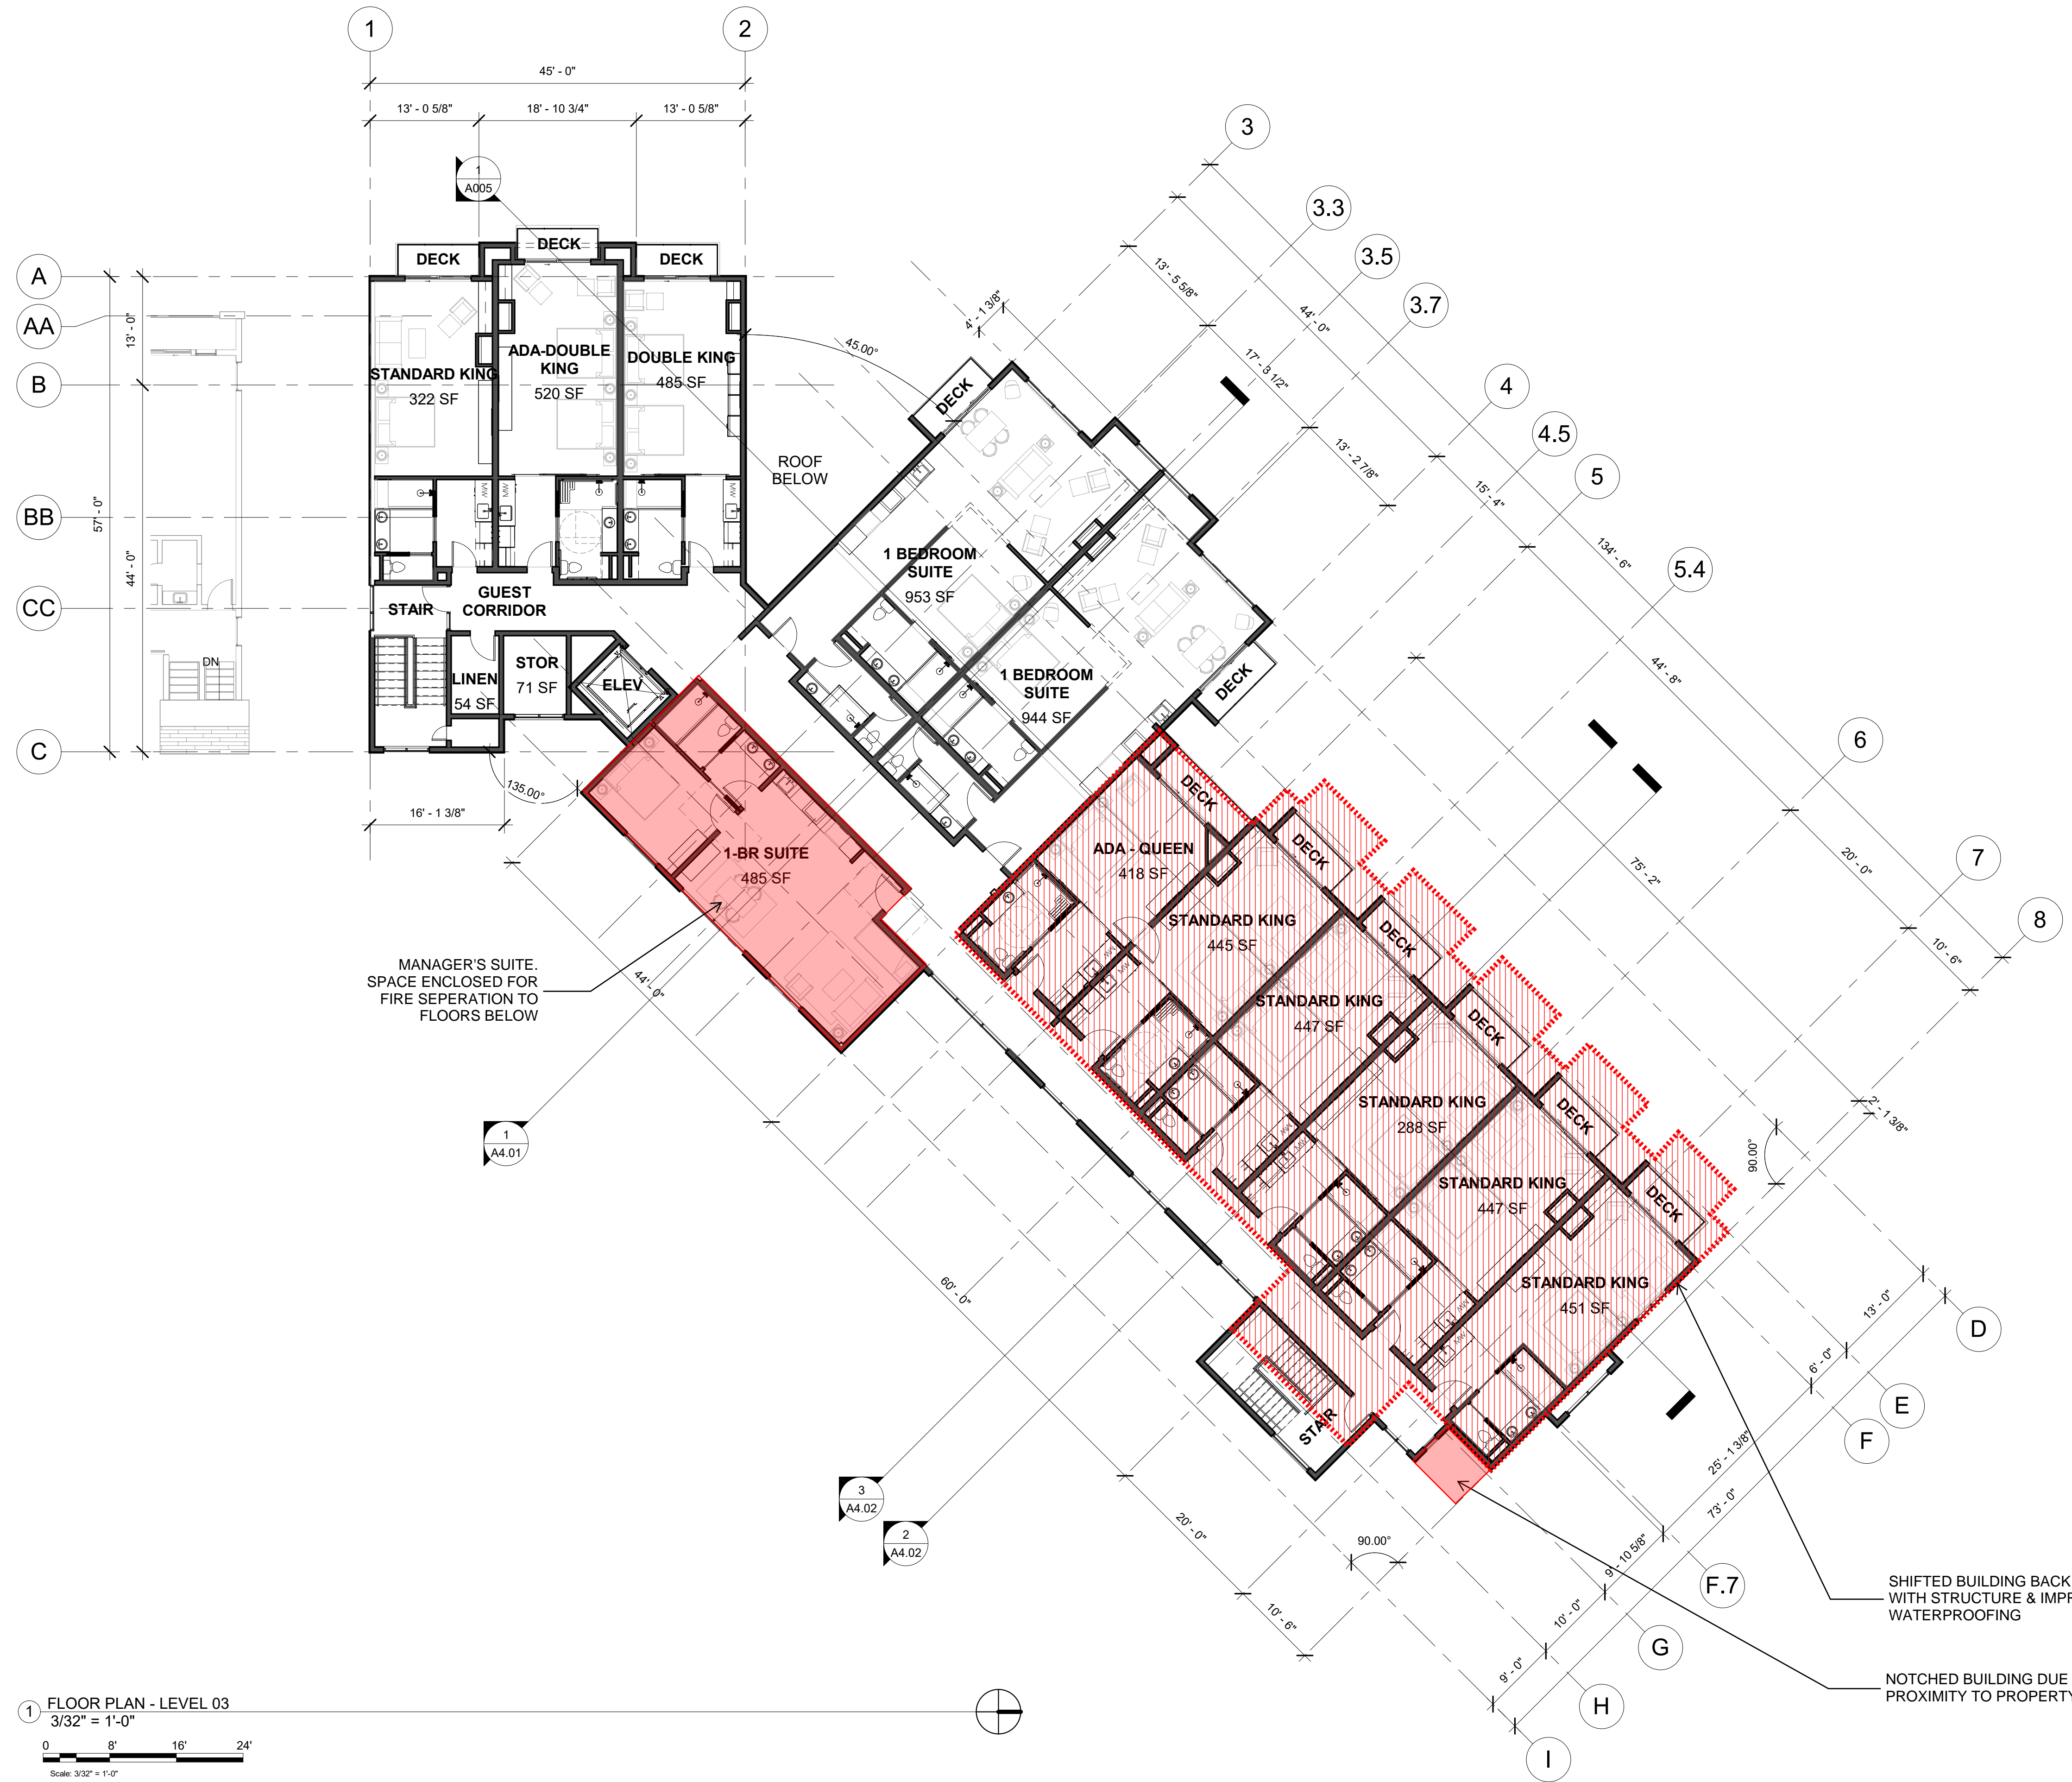 1
2
45' - 0"
13' - 0 5/8"
18' - 10 3/4"
13' - 0 5/8"
3
3.3
3.5
3.7
4
4.5
5
5.4
6
7
8
1
A005
A
AA
B
BB
CC
C
13' - 0"
57' - 0"
44' - 0"
DN
DECK
DECK
DECK
STANDARD KING
322 SF
ADA-DOUBLE
KING
520 SF
DOUBLE KING
485 SF
MW
MW
MW
45.00°
4' - 1 3/8"
13' - 5 5/8"
44' - 0"
17' - 3 1/2"
13' - 2 7/8"
15' - 4"
134' - 6"
44' - 8"
20' - 0"
10' - 6"
75' - 2"
2' - 1 3/8"
90.00°
ROOF
BELOW
DECK
1 BEDROOM
SUITE
953 SF
1 BEDROOM
SUITE
944 SF
DECK
STAIR
GUEST
CORRIDOR
LINEN
54 SF
STOR
71 SF
ELEV
135.00°
16' - 1 3/8"
1-BR SUITE
485 SF
MANAGER'S SUITE.
SPACE ENCLOSED FOR
FIRE SEPERATION TO
FLOORS BELOW
44' - 0"
DECK
ADA - QUEEN
418 SF
DECK
STANDARD KING
445 SF
DECK
STANDARD KING
447 SF
DECK
STANDARD KING
288 SF
DECK
STANDARD KING
447 SF
DECK
STANDARD KING
451 SF
MW
MW
MW
MW
MW
MW
STAIR
1
A4.01
3
A4.02
2
A4.02
60' - 0"
20' - 0"
10' - 6"
90.00°
13' - 0"
6' - 0"
25' - 1 3/8"
73' - 0"
9' - 10 5/8"
10' - 0"
9' - 0"
D
E
F
F.7
G
H
I
SHIFTED BUILDING BACK
WITH STRUCTURE &
WATERPROOFING
NOTCHED BUILDING DUE
PROXIMITY TO
1
FLOOR PLAN - LEVEL 03
3/32" = 1'-0"
0 8' 16' 24'
Scale: 3/32" = 1'-0"